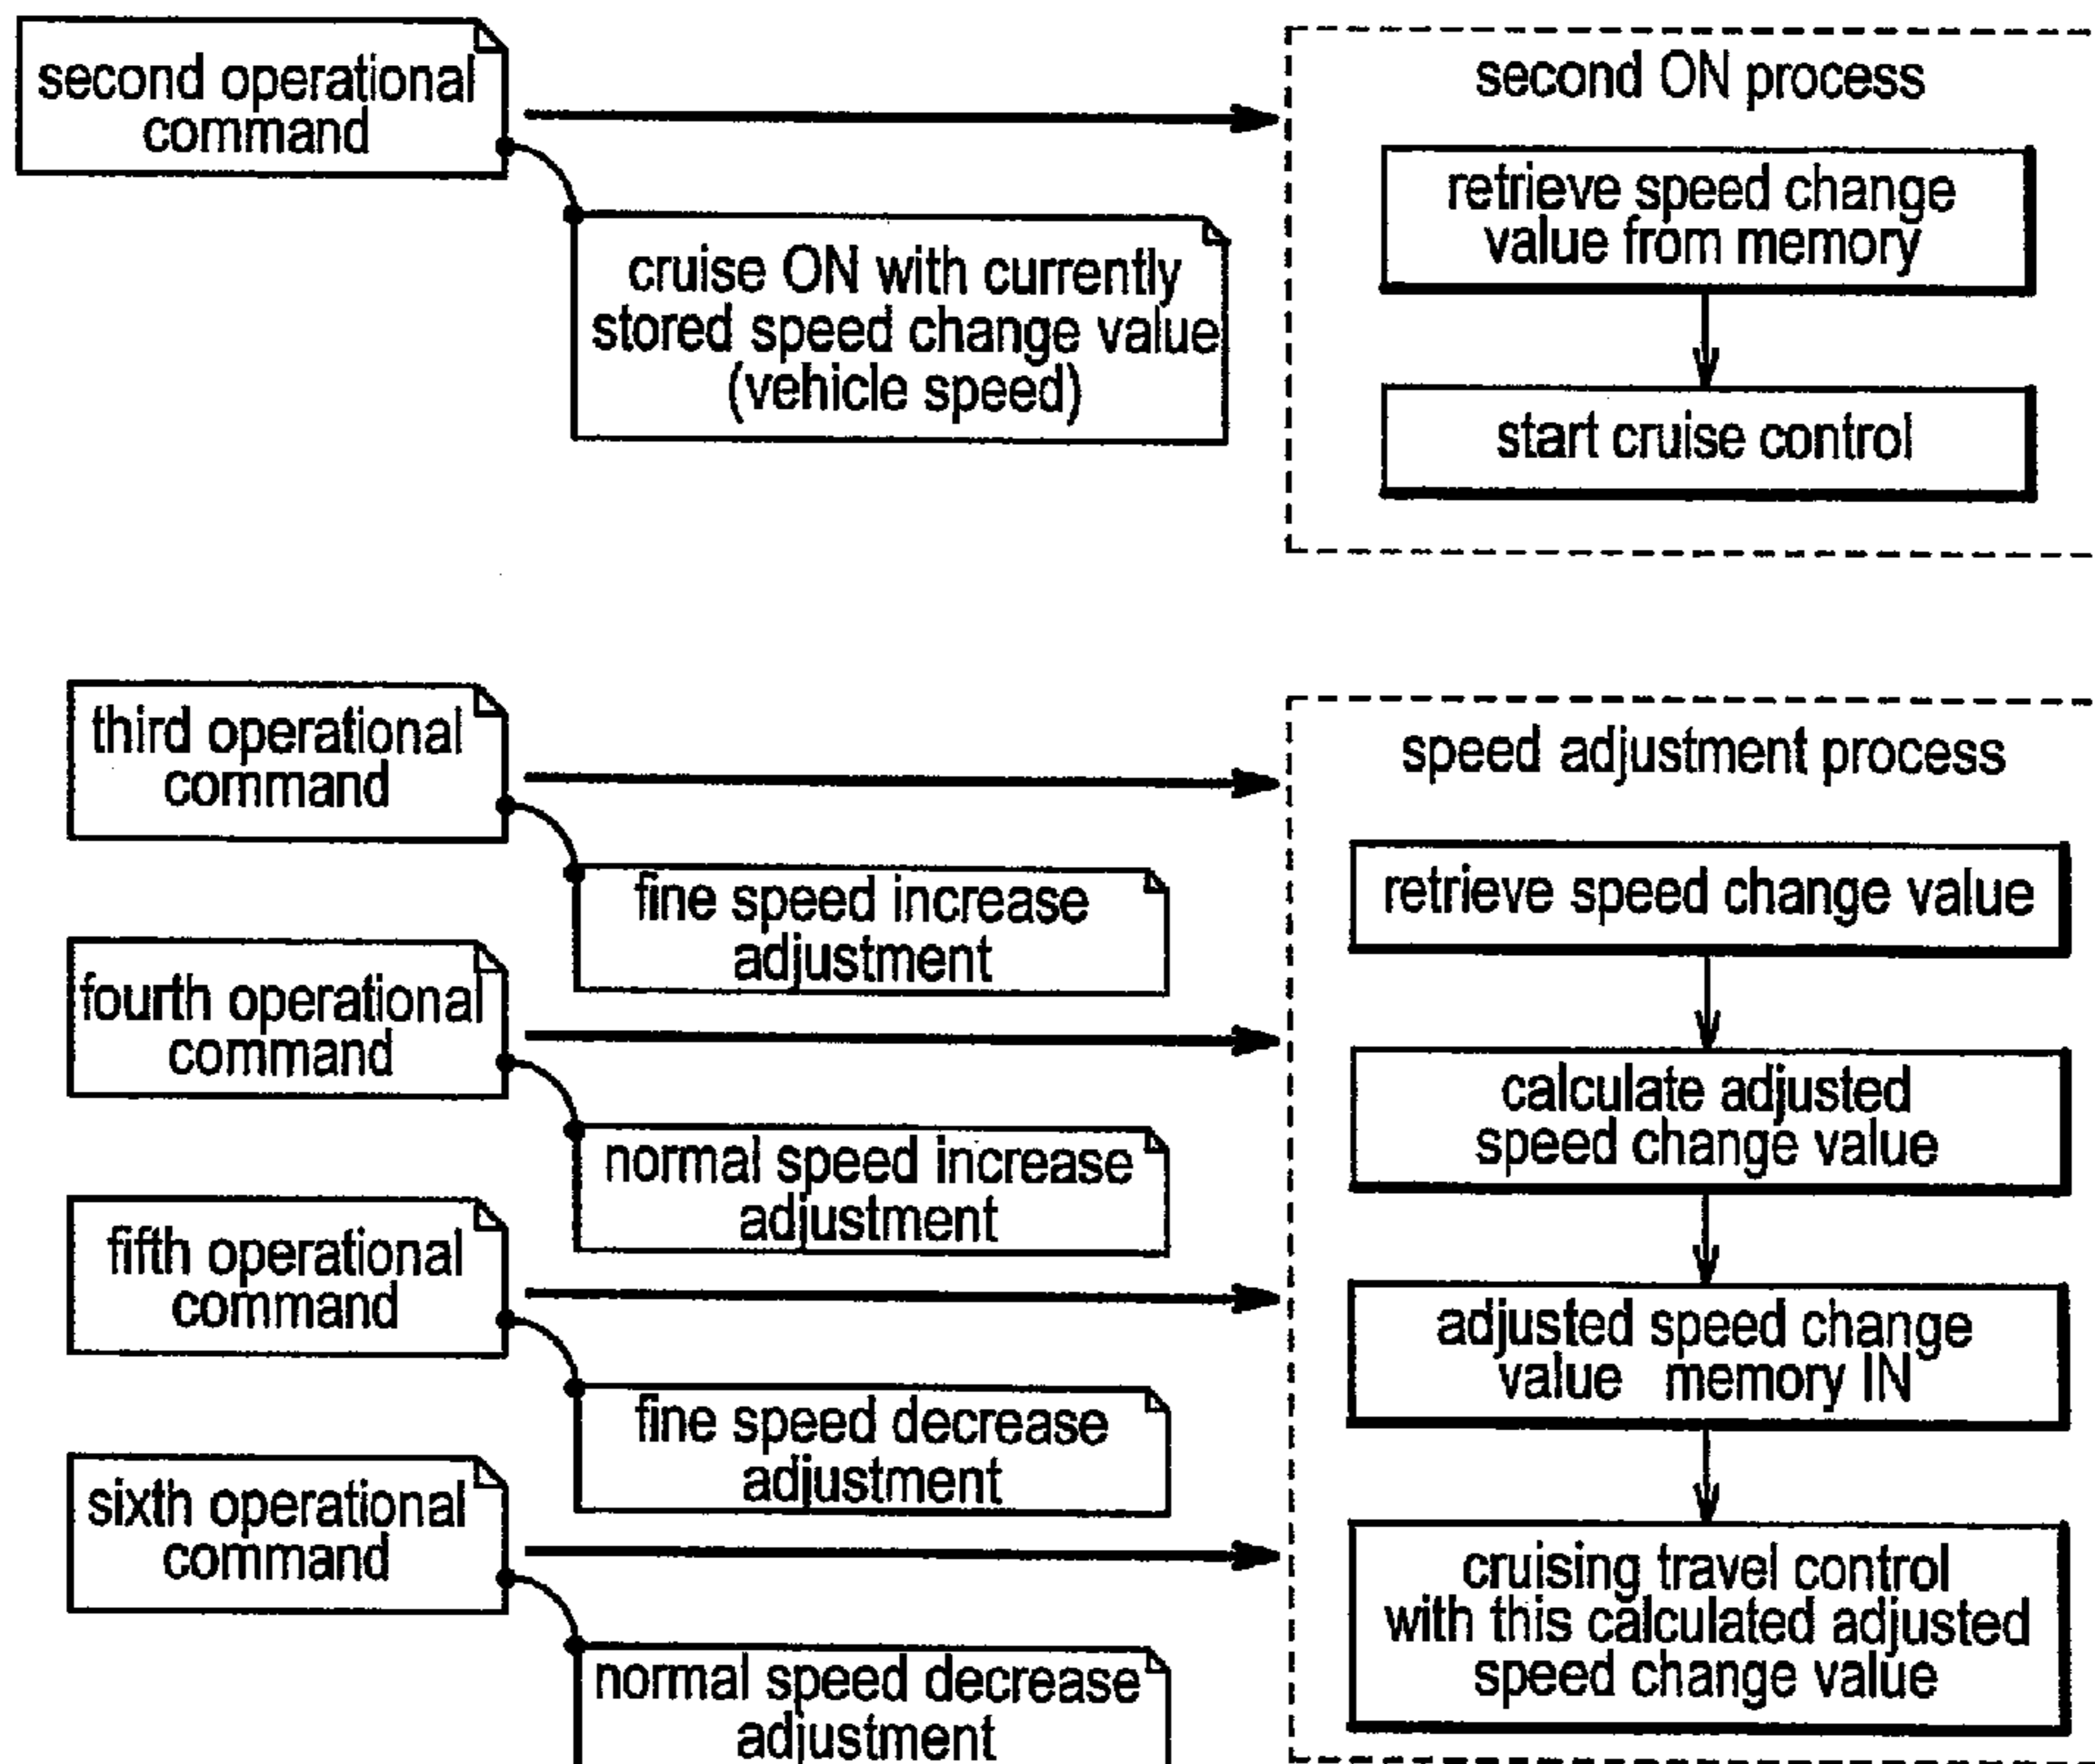 second operational
command
cruise ON with currently
stored speed change value
(vehicle speed)
second ON process
retrieve speed change
value from memory
start cruise control
third operational
command
fine speed increase
adjustment
fourth operational
command
normal speed increase
adjustment
fifth operational
command
fine speed decrease
adjustment
sixth operational
command
normal speed decrease
adjustment
speed adjustment process
retrieve speed change value
calculate adjusted
speed change value
adjusted speed change
value memory IN
cruising travel control
with this calculated adjusted
speed change value